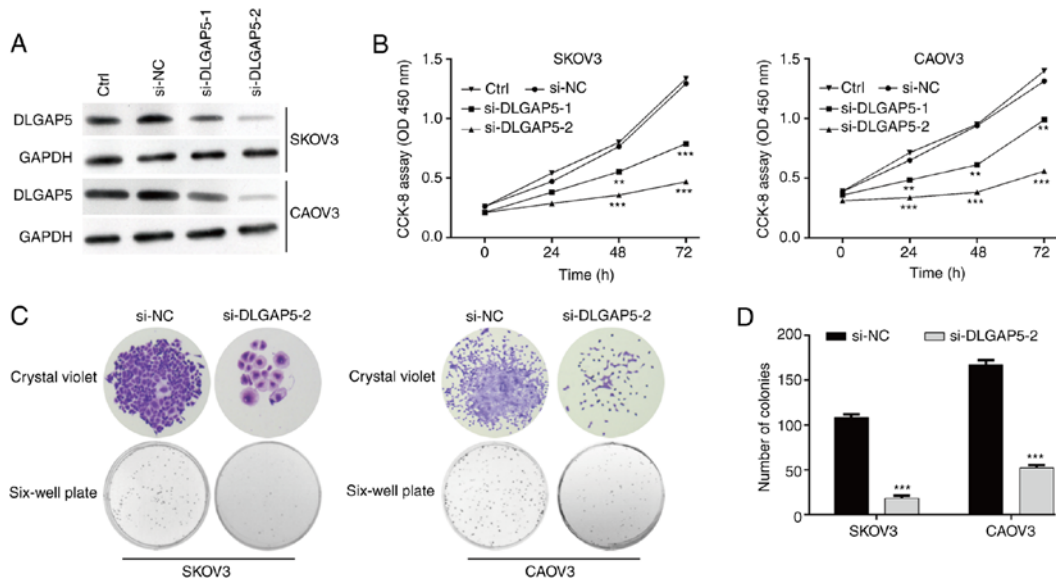 A
Ctrl
si-NC
si-DLGAP5-1
si-DLGAP5-2
DLGAP5
GAPDH
SKOV3
DLGAP5
GAPDH
CAOV3
B
SKOV3
CCK-8 assay (OD 450 nm)
1.5
1.0
0.5
0.0
Ctrl
si-NC
si-DLGAP5-1
si-DLGAP5-2
**
***
***
***
0 24 48 72
Time (h)
CAOV3
CCK-8 assay (OD 450 nm)
1.5
1.0
0.5
0.0
Ctrl
si-NC
si-DLGAP5-1
si-DLGAP5-2
**
**
**
***
***
***
0 24 48 72
Time (h)
C
si-NC si-DLGAP5-2
Crystal violet
Six-well plate
SKOV3
si-NC si-DLGAP5-2
Crystal violet
Six-well plate
CAOV3
D
si-NC si-DLGAP5-2
Number of colonies
200
150
100
50
0
***
***
SKOV3 CAOV3